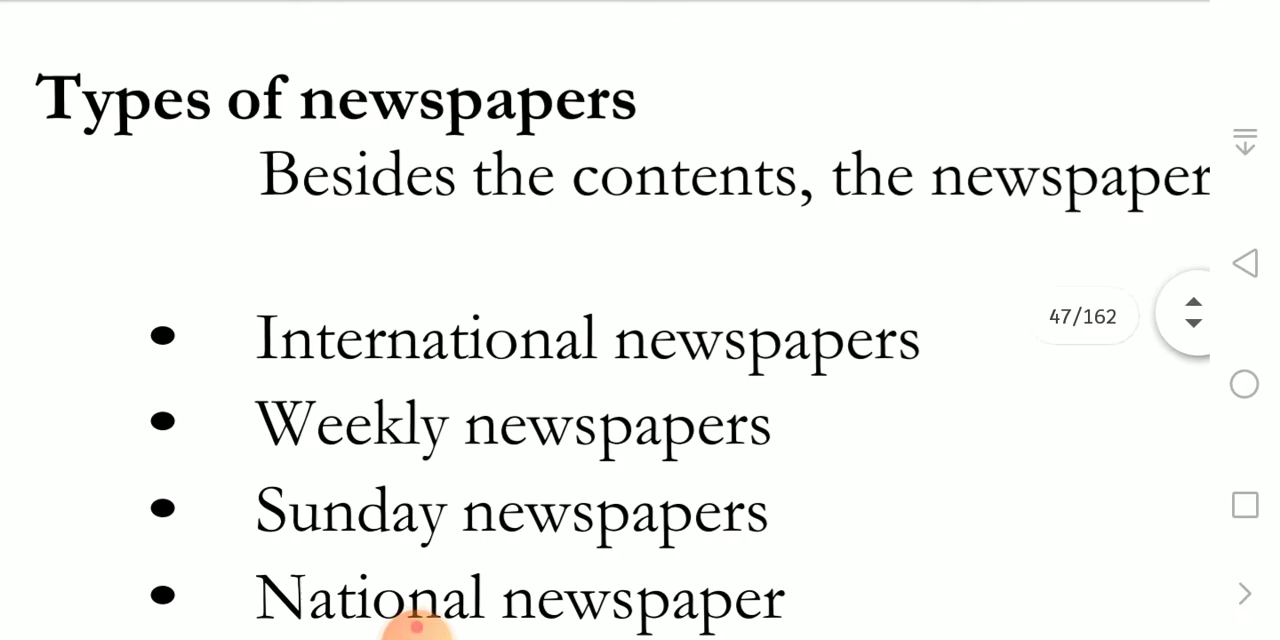 Types of newspapers
Besides the contents, the newspaper
• International newspapers
47/162
• Weekly newspapers
• Sunday newspapers
• National newspaper